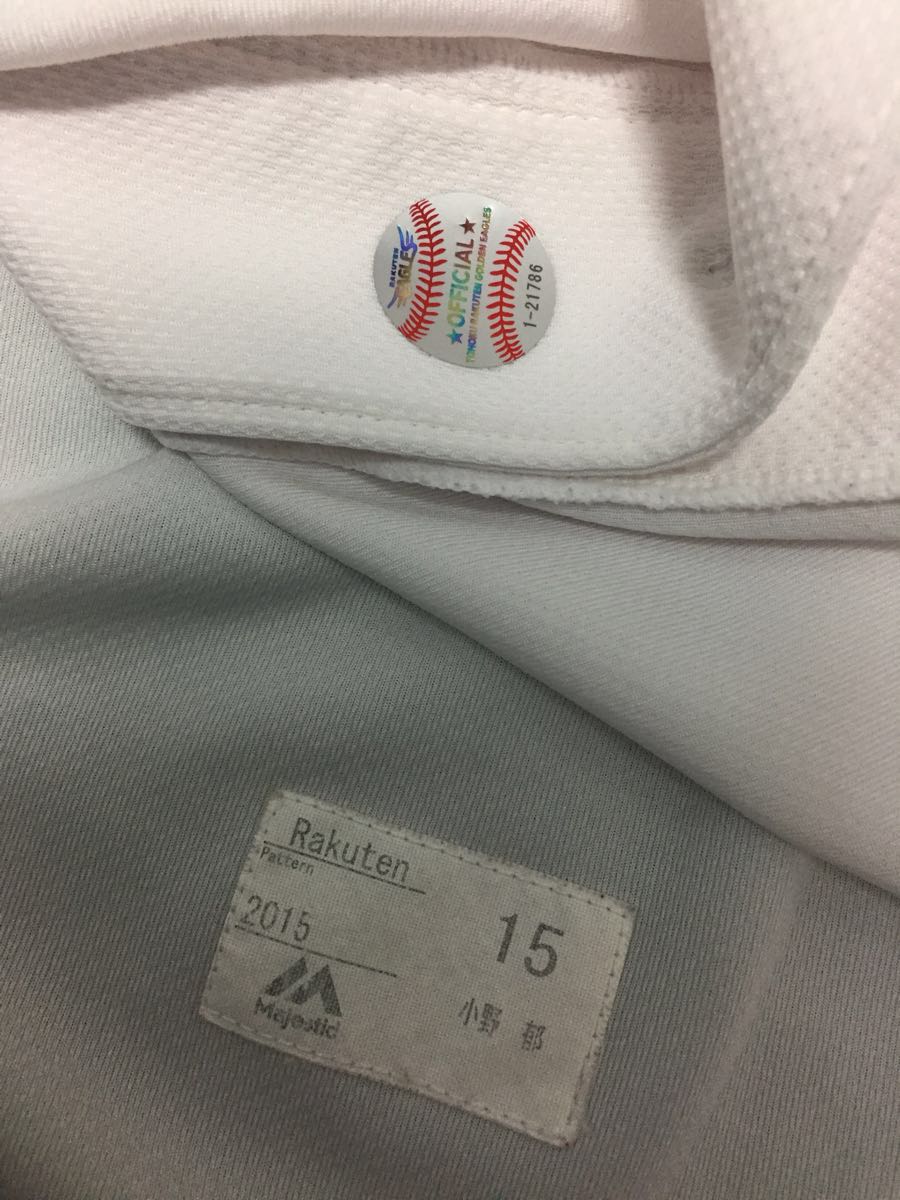 RAKUTEN
EAGLES
★OFFICIAL★
TOHOKU RAKUTEN GOLDEN EAGLES
1-21786
Rakuten
Pattern
2015
15
Majestic
小野 郁